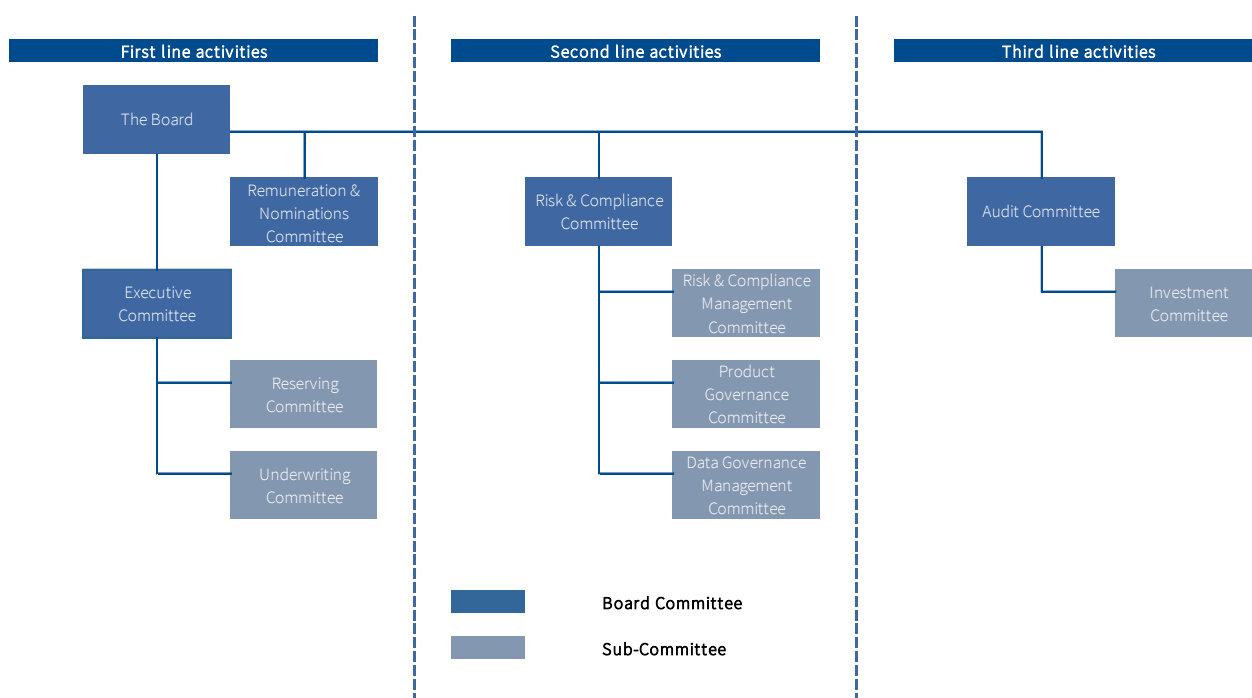 First line activities
Second line activities
Third line activities
The Board
Remuneration &
Nominations
Committee
Risk & Compliance
Committee
Audit Committee
Executive
Committee
Risk & Compliance
Management
Committee
Investment
Committee
Reserving
Committee
Product
Governance
Committee
Underwriting
Committee
Data Governance
Management
Committee
Board Committee
Sub-Committee